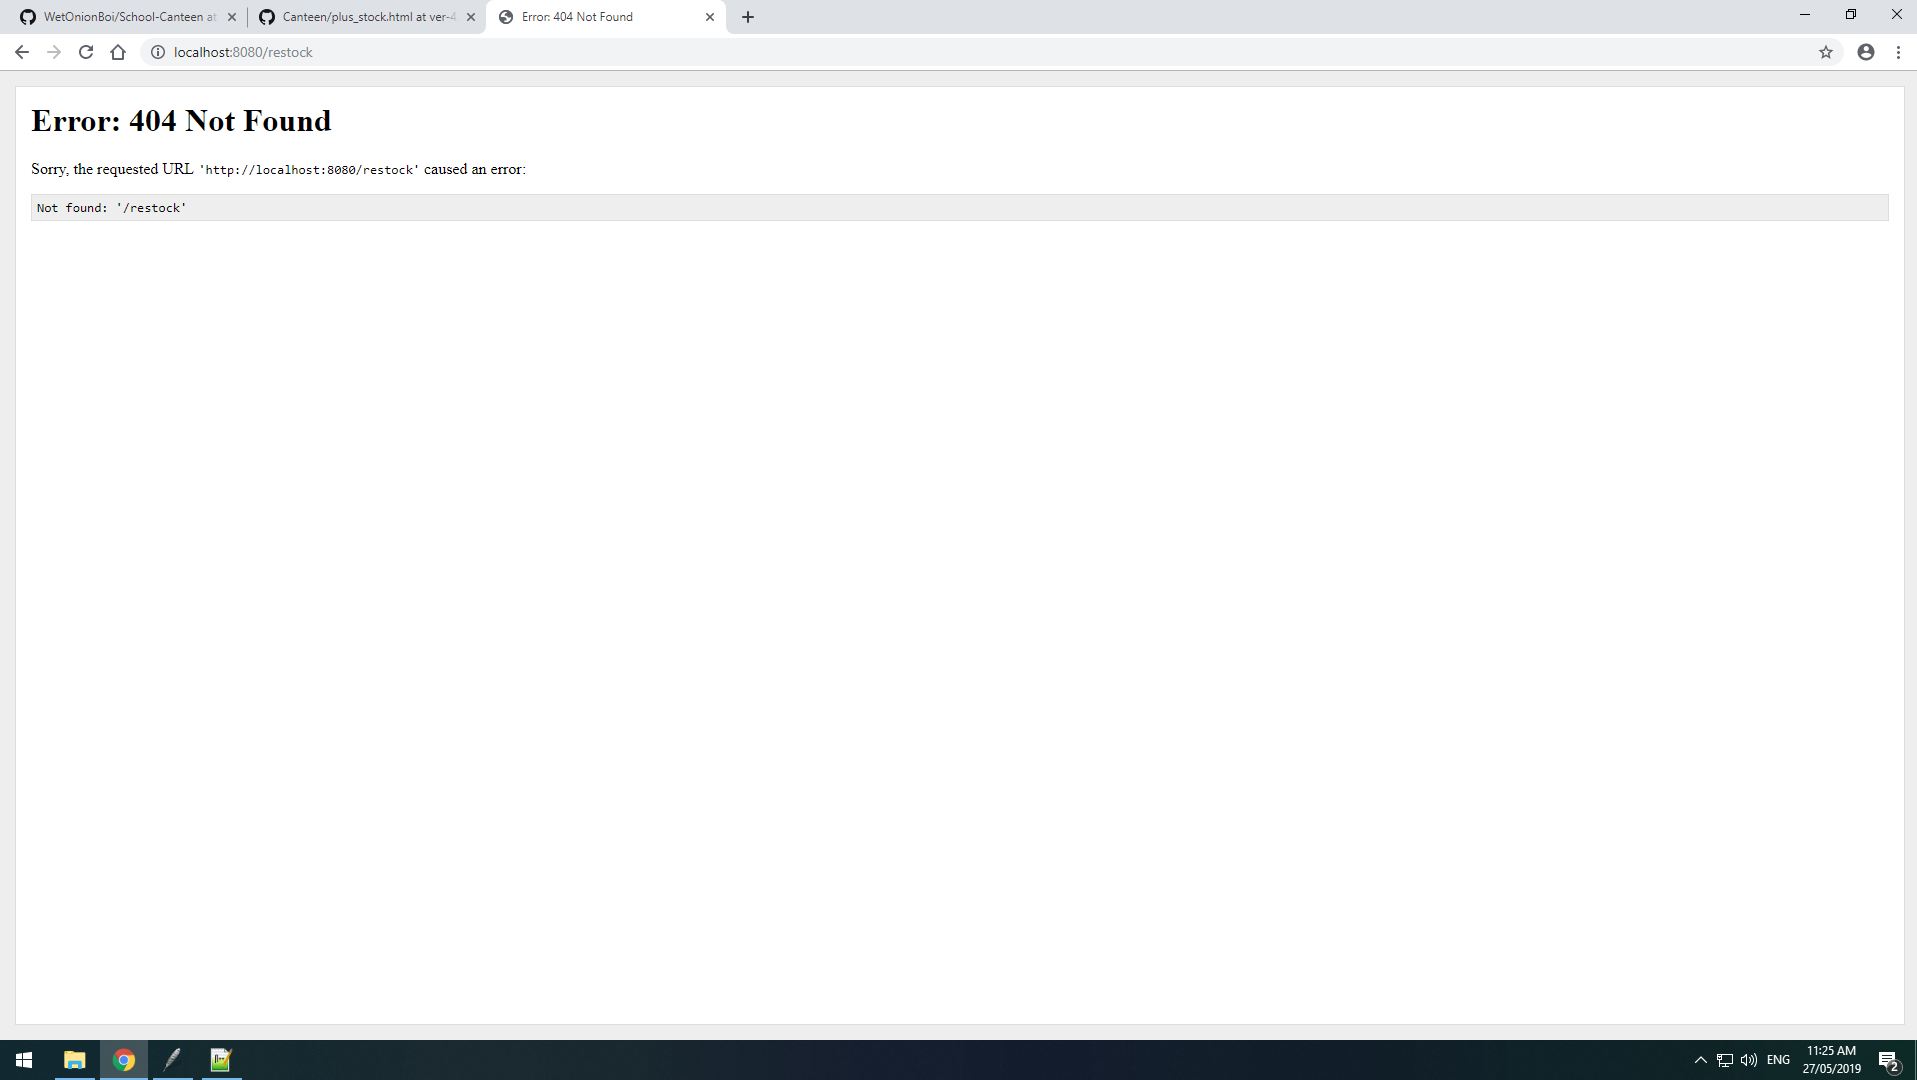 WetOnionBoi/School-Canteen at
Canteen/plus_stock.html at ver-4
Error: 404 Not Found
localhost:8080/restock
Error: 404 Not Found
Sorry, the requested URL 'http://localhost:8080/restock' caused an error:
Not found: '/restock'
ENG
11:25 AM
27/05/2019
2